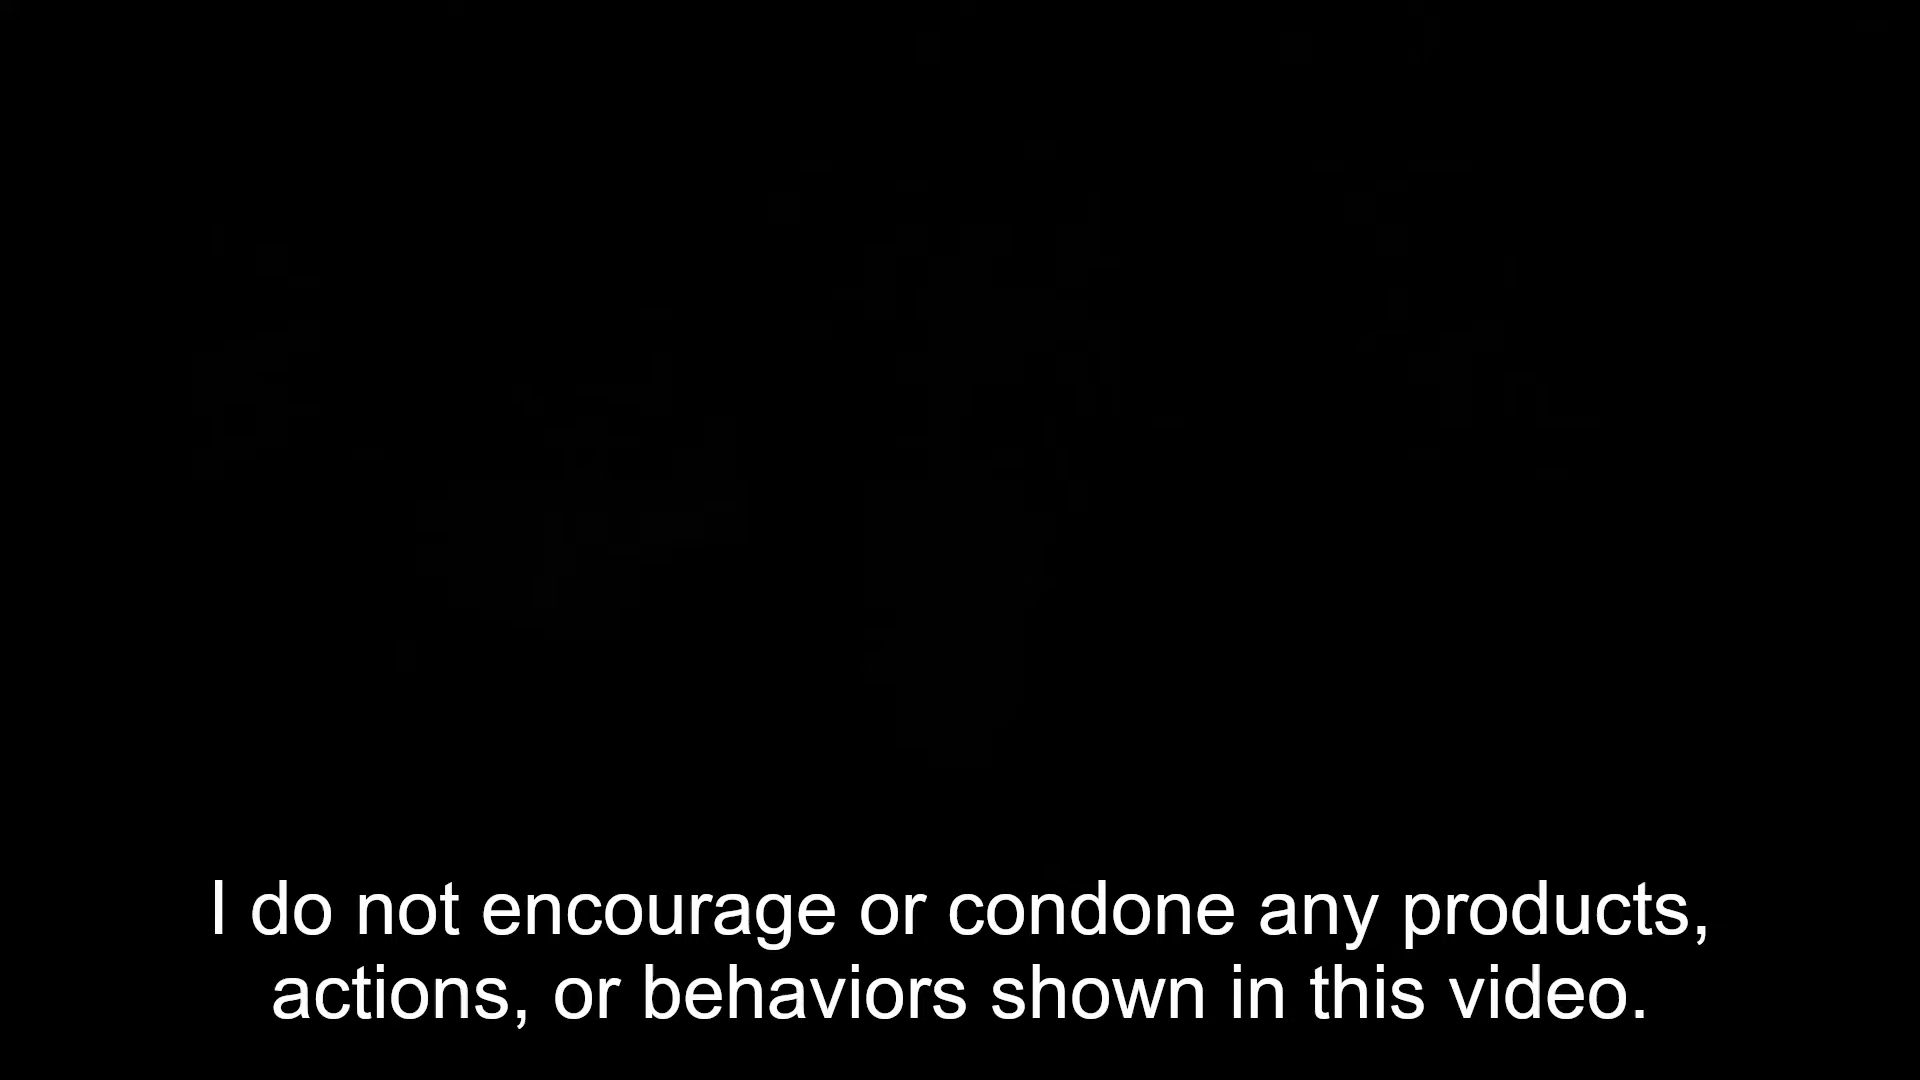 I do not encourage or condone any products,
actions, or behaviors shown in this video.